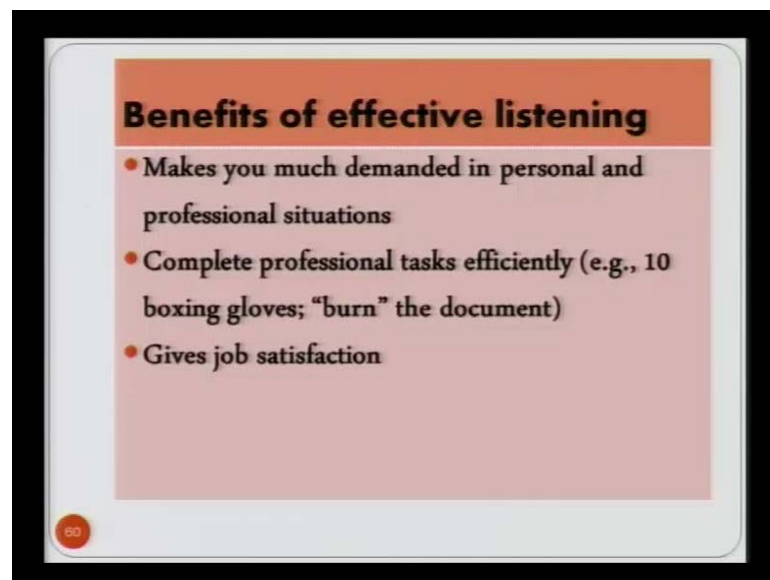 Benefits of effective listening
• Makes you much demanded in personal and
professional situations
• Complete professional tasks efficiently (e.g., 10
boxing gloves; “burn” the document)
• Gives job satisfaction
60